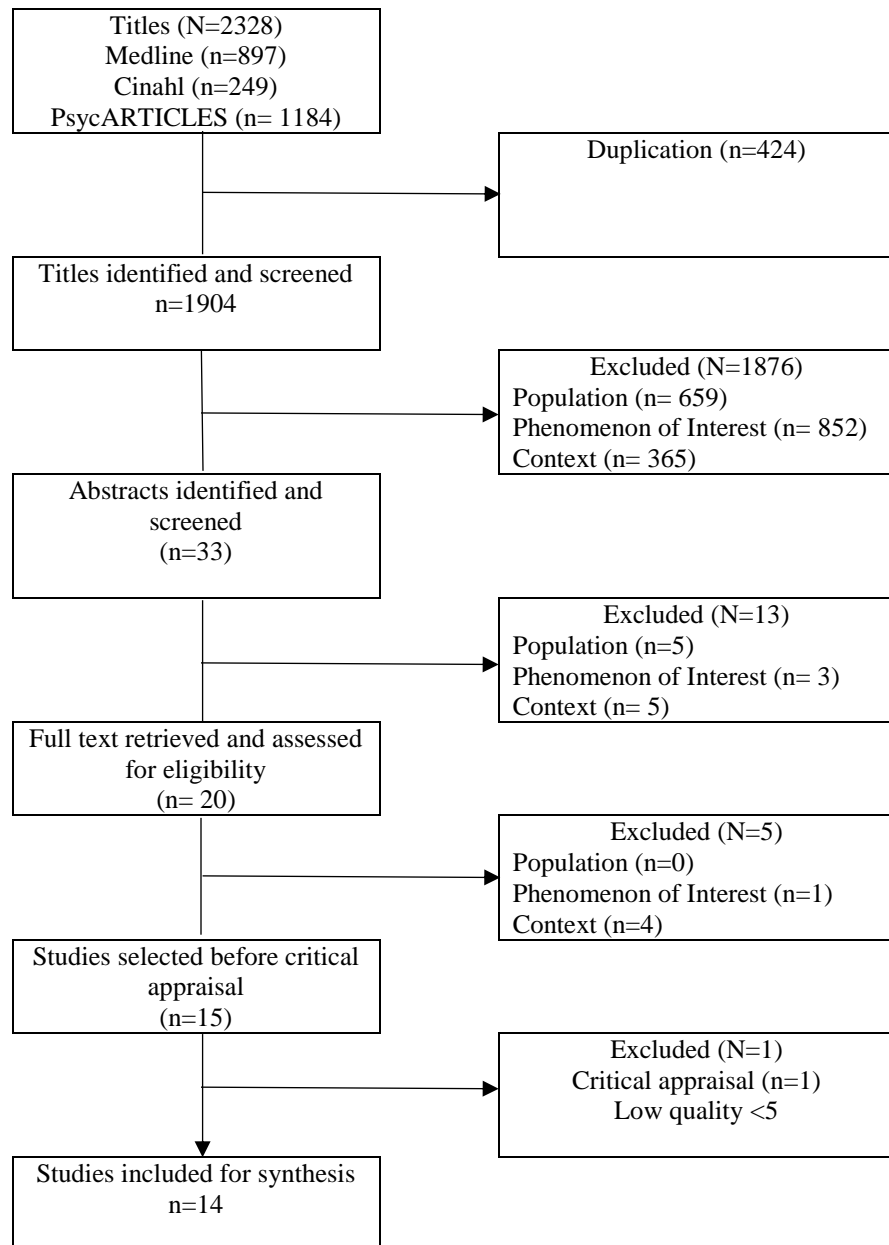 Titles (N=2328)
Medline (n=897)
Cinahl (n=249)
PsycARTICLES (n= 1184)
Duplication (n=424)
Titles identified and screened
n=1904
Excluded (N=1876)
Population (n= 659)
Phenomenon of Interest (n= 852)
Context (n= 365)
Abstracts identified and
screened
(n=33)
Excluded (N=13)
Population (n=5)
Phenomenon of Interest (n= 3)
Context (n= 5)
Full text retrieved and assessed
for eligibility
(n= 20)
Excluded (N=5)
Population (n=0)
Phenomenon of Interest (n=1)
Context (n=4)
Studies selected before critical
appraisal
(n=15)
Excluded (N=1)
Critical appraisal (n=1)
Low quality <5
Studies included for synthesis
n=14